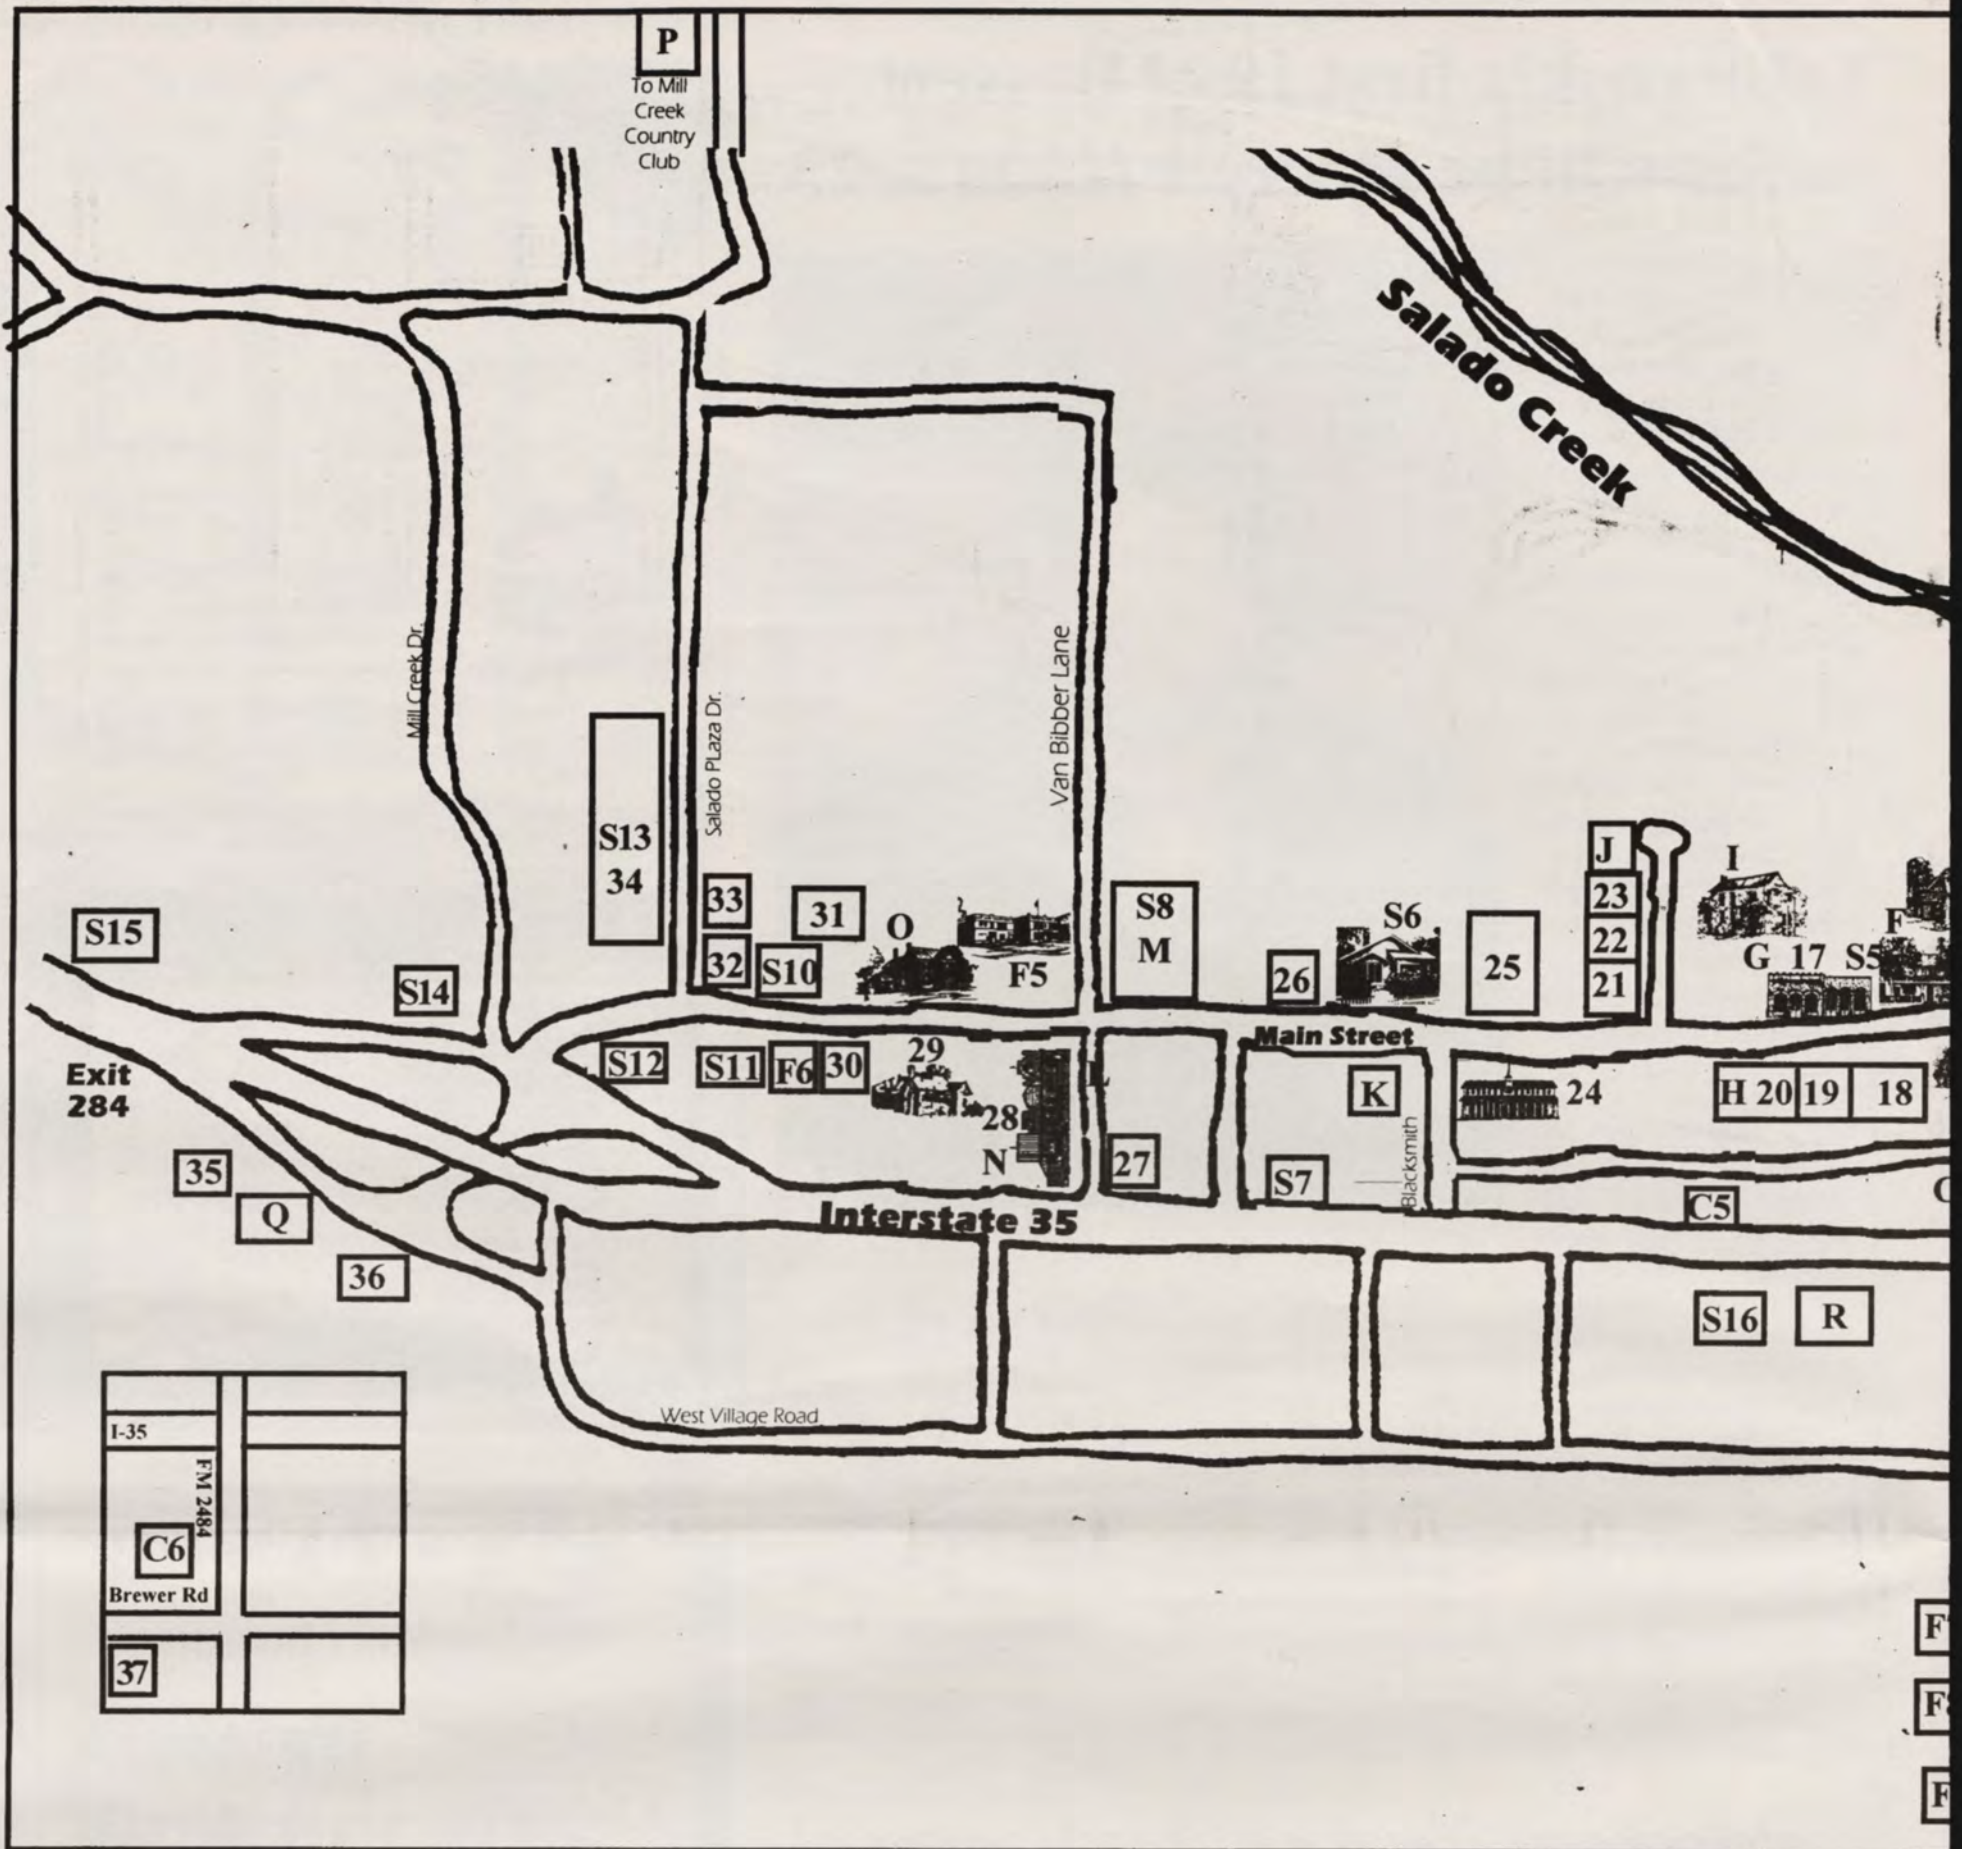 P
To Mill
Creek
Country
Club
Salado Creek
Mill Creek Dr.
Salado PLaza Dr.
Van Bibber Lane
S13
34
33
32
S10
31
O
F5
S8
M
26
S6
25
J
23
22
21
I
G 17 S5
F
S15
S14
Exit
284
S12
S11
F6
30
29
28
N
L
27
Main Street
K
Blacksmith
S7
24
H 20
19
18
C5
35
Q
36
Interstate 35
S16
R
West Village Road
I-35
FM 2484
C6
Brewer Rd
37
F
F